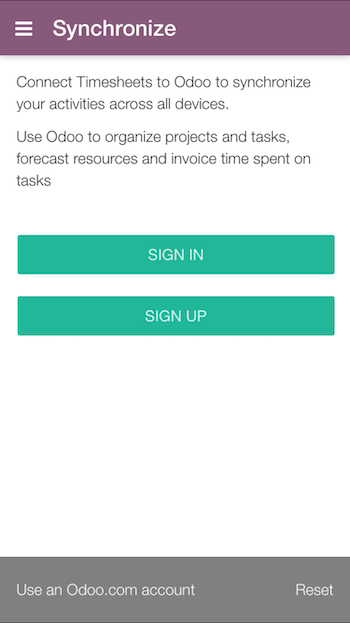 Synchronize
Connect Timesheets to Odoo to synchronize
your activities across all devices.
Use Odoo to organize projects and tasks,
forecast resources and invoice time spent on
tasks
SIGN IN
SIGN UP
Use an Odoo.com account
Reset